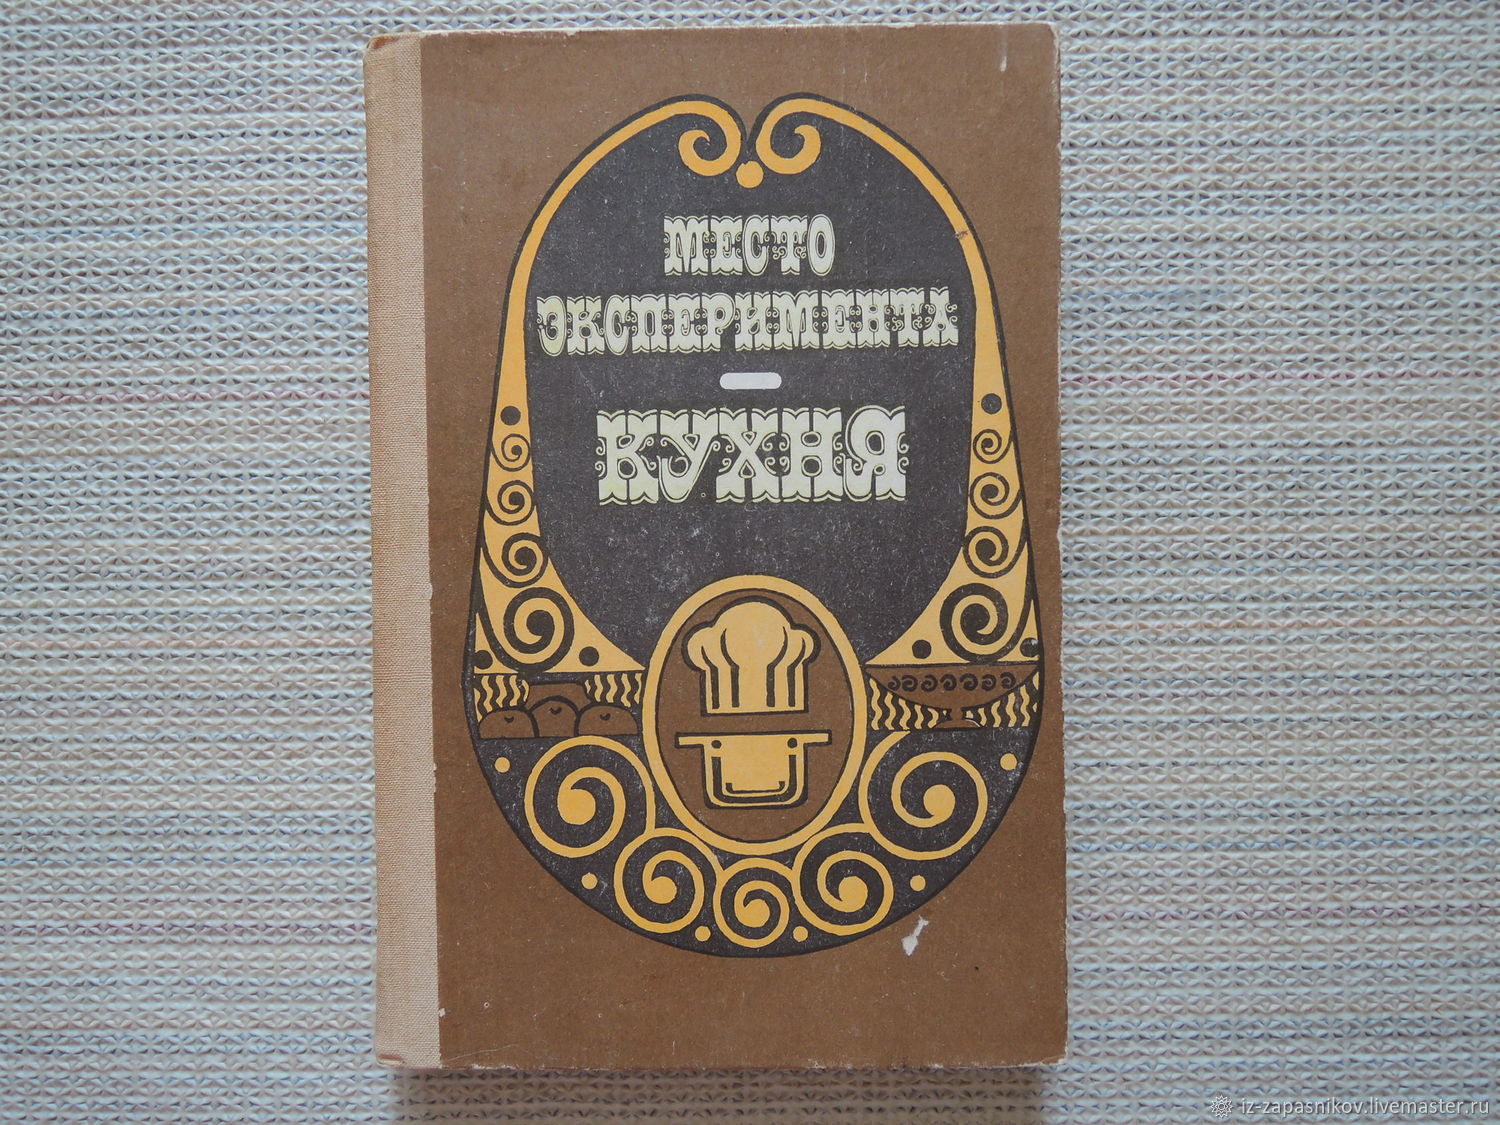 МЕСТО
ЭКСПЕРИМЕНТА
—
КУХНЯ
iz-zapasnikov.livemaster.ru